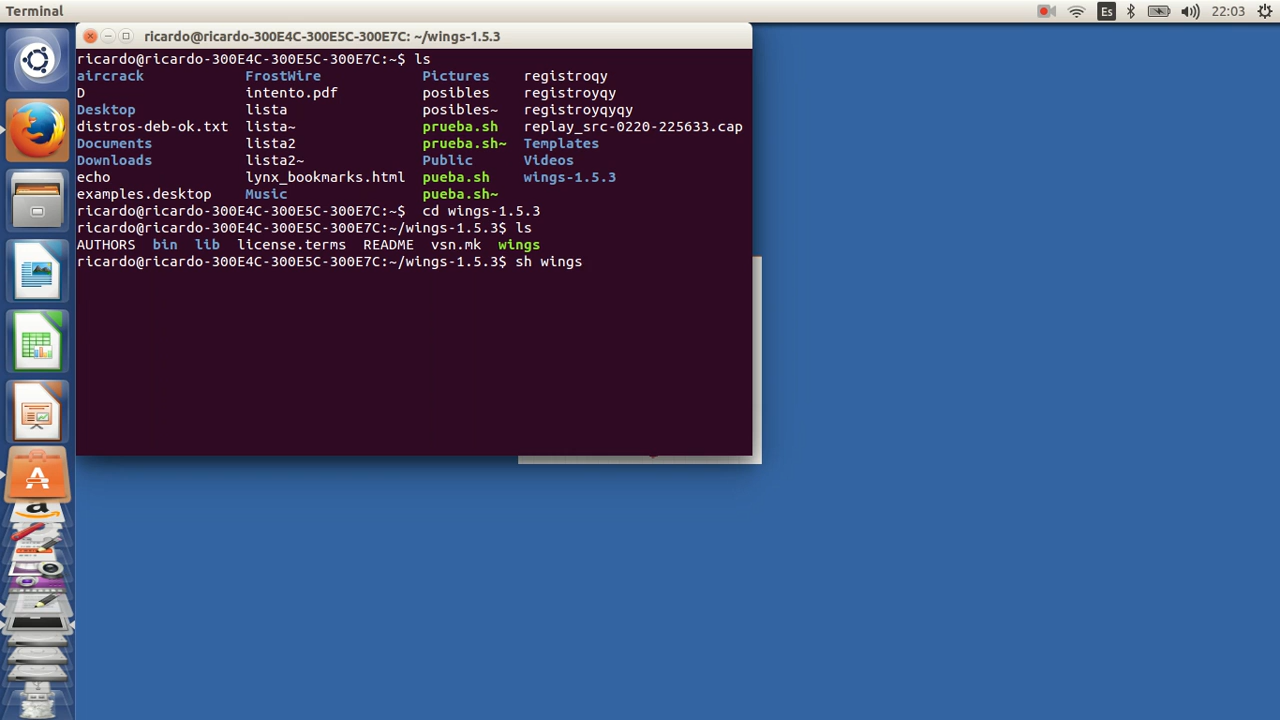 Terminal
Es
22:03
ricardo@ricardo-300E4C-300E5C-300E7C: ~/wings-1.5.3
ricardo@ricardo-300E4C-300E5C-300E7C:~$ ls
aircrack FrostWire Pictures registroqy
D intento.pdf posibles registroyqy
Desktop lista posibles~ registroyqyqy
distros-deb-ok.txt lista~ prueba.sh replay_src-0220-225633.cap
Documents lista2 prueba.sh~ Templates
Downloads lista2~ Public Videos
echo lynx_bookmarks.html pueba.sh wings-1.5.3
examples.desktop Music pueba.sh~
ricardo@ricardo-300E4C-300E5C-300E7C:~$ cd wings-1.5.3
ricardo@ricardo-300E4C-300E5C-300E7C:~/wings-1.5.3$ ls
AUTHORS bin lib license.terms README vsn.mk wings
ricardo@ricardo-300E4C-300E5C-300E7C:~/wings-1.5.3$ sh wings